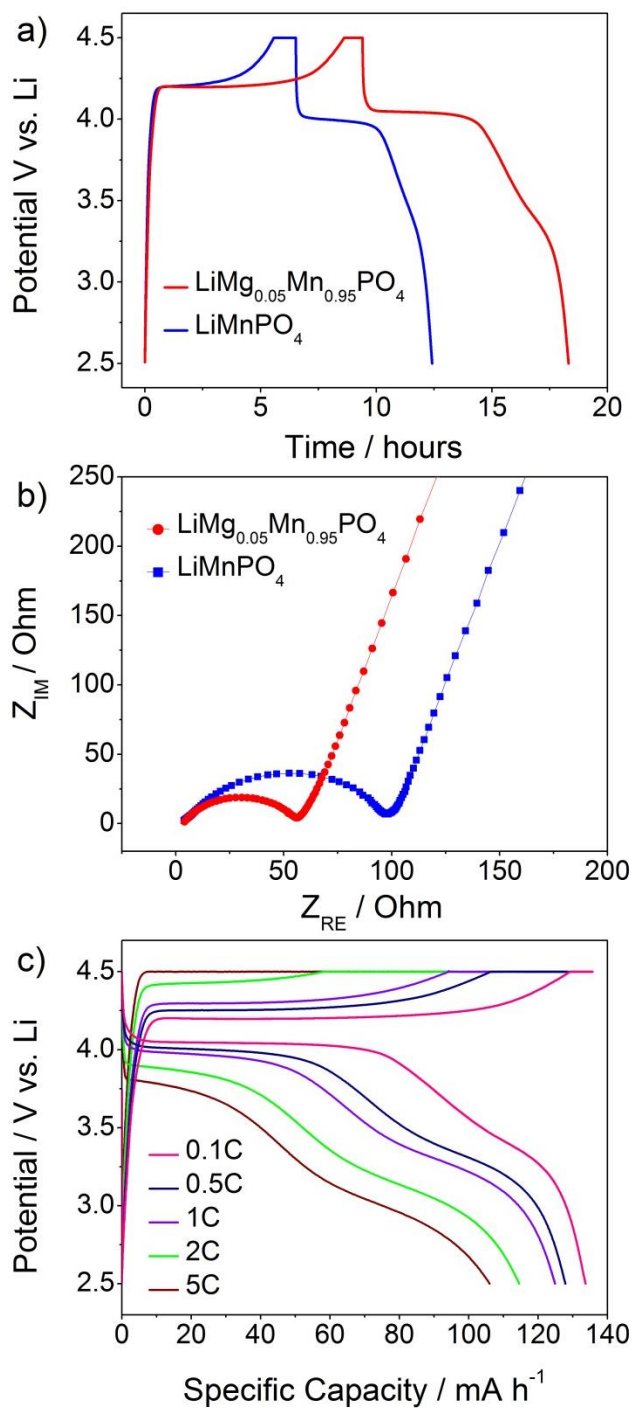 a)
4.5
4.0
3.5
3.0
2.5
Potential V vs. Li
LiMg0.05Mn0.95PO4
LiMnPO4
0 5 10 15 20
Time / hours
b)
250
200
150
100
50
0
ZIM / Ohm
LiMg0.05Mn0.95PO4
LiMnPO4
0 50 100 150 200
ZRE / Ohm
c)
4.5
4.0
3.5
3.0
2.5
Potential / V vs. Li
0.1C
0.5C
1C
2C
5C
0 20 40 60 80 100 120 140
Specific Capacity / mA h-1